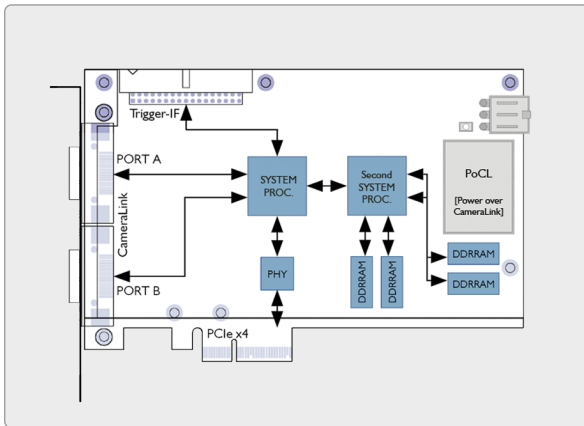 Trigger-IF
PORT A
CameraLink
PORT B
SYSTEM
PROC.
Second
SYSTEM
PROC.
PoCL
[Power over
CameraLink]
PHY
DDRRAM
DDRRAM
DDRRAM
DDRRAM
PCIe x4